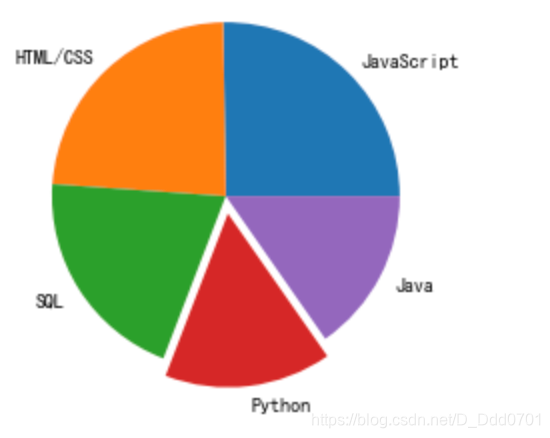 HTML/CSS
JavaScript
SQL
Java
Python
https://blog.csdn.net/D_Ddd0701